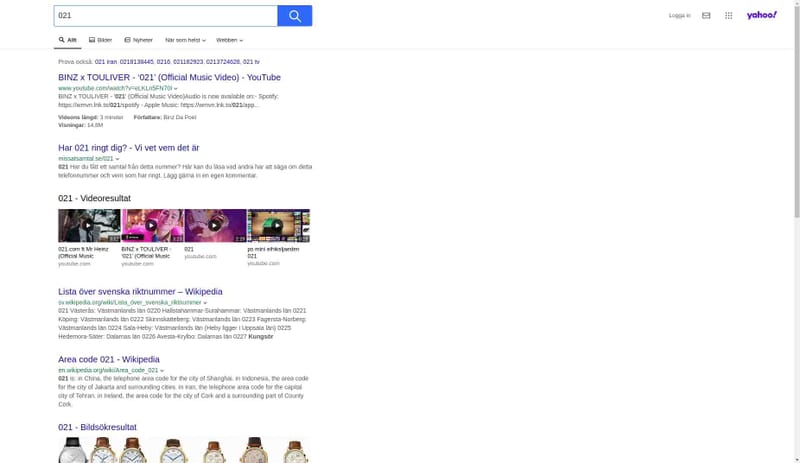 021
Logga in
yahoo!
Allt
Bilder
Nyheter
När som helst
Webben
Prova också: 021 iran, 0218138445, 0216, 021182923, 0213724628, 021 tv
BINZ x TOULIVER - '021' (Official Music Video) - YouTube
BINZ x TOULIVER - '021' (Official Music Video)Audio is now available on:- Spotify:
https://wmvn.lnk.to/021/spotify - Apple Music: https://wmvn.lnk.to/021/app...
Videons längd: 3 minuter Författare: Binz Da Poet
Visningar: 14,6M
Har 021 ringt dig? - Vi vet vem det är
missatsamtal.se/021
021 Har du fått ett samtal från detta nummer? Här kan du läsa vad andra har att säga om detta
telefonnummer och vem som har ringt. Lägg gärna in en egen kommentar.
021 - Videoresultat
021.com ft Mr Heinz
(Official Music
youtube.com
BINZ x TOULIVER -
'021' (Official Music
youtube.com
021
youtube.com
021
youtube.com
Lista över svenska riktnummer – Wikipedia
sv.wikipedia.org/wiki/Lista_över_svenska_riktnummer
021 Västerås: Västmanlands län 0220 Hallstahammar-Surahammar: Västmanlands län 0221
Köping: Västmanlands län 0222 Skinnskatteberg: Västmanlands län 0223 Fagersta-Norberg:
Västmanlands län 0224 Sala-Heby: Västmanlands län (Heby ligger i Uppsala län) 0225
Hedemora-Säter: Dalarnas län 0226 Avesta-Krylbo: Dalarnas län 0227 Kungsör
Area code 021 - Wikipedia
en.wikipedia.org/wiki/Area_code_021
021 is: in China, the telephone area code for the city of Shanghai. in Indonesia, the area code
for the city of Jakarta and surrounding cities. in Iran, the telephone area code for the capital
city of Tehran. in Ireland, the area code for the city of Cork and a surrounding part of County
Cork.
021 - Bildsökresultat